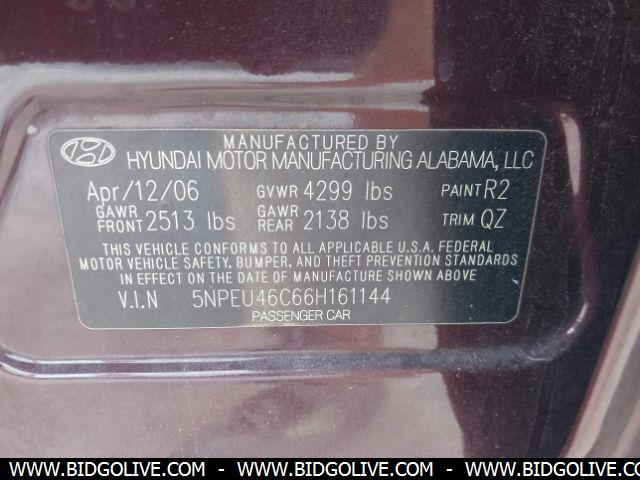 MANUFACTURED BY
HYUNDAI MOTOR MANUFACTURING ALABAMA, LLC
Apr/12/06 GVWR 4299 lbs PAINT R2
GAWR FRONT 2513 lbs GAWR REAR 2138 lbs TRIM QZ
THIS VEHICLE CONFORMS TO ALL APPLICABLE U.S.A. FEDERAL
MOTOR VEHICLE SAFETY, BUMPER, AND THEFT PREVENTION STANDARDS
IN EFFECT ON THE DATE OF MANUFACTURE SHOWN ABOVE
V.I.N 5NPEU46C66H161144
PASSENGER CAR
WWW.BIDGOLIVE.COM - WWW.BIDGOLIVE.COM - WWW.BIDGOLIVE.COM